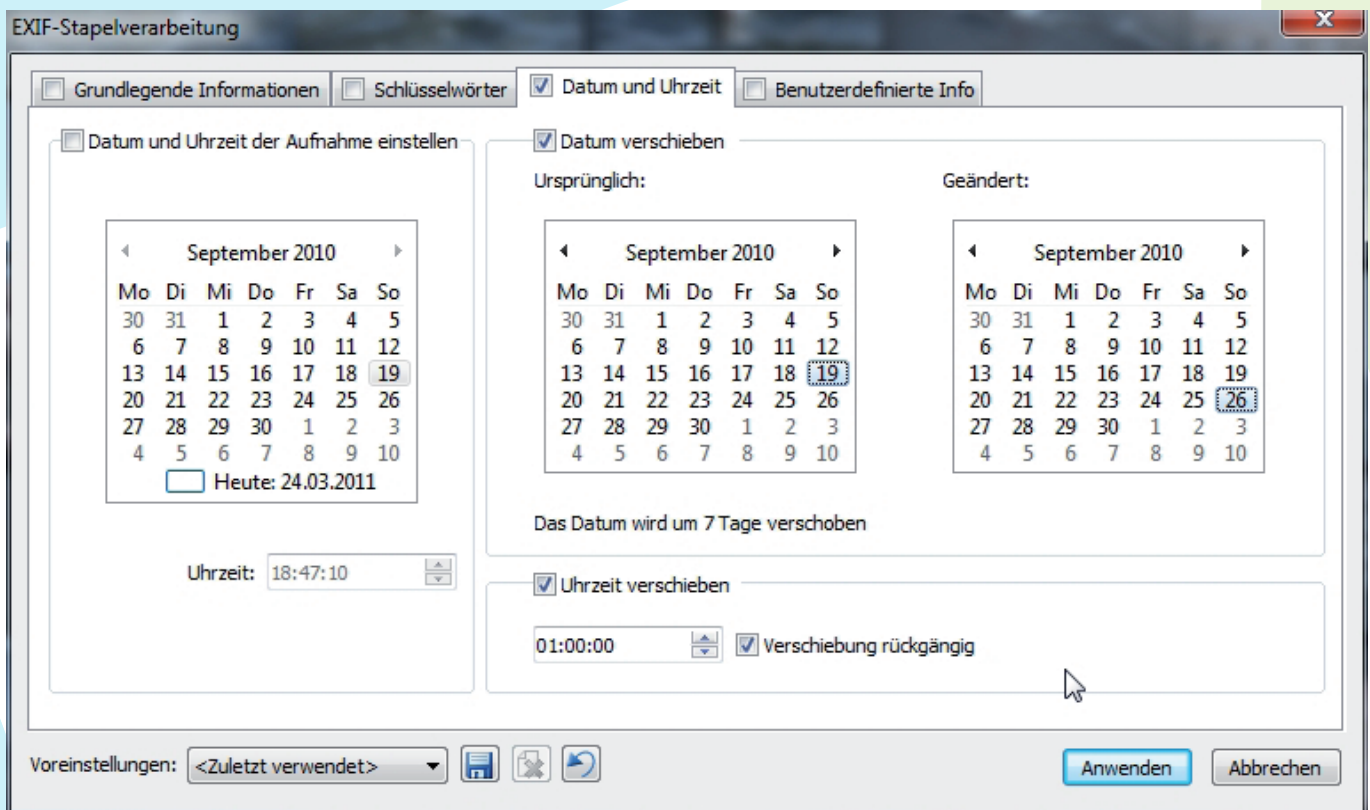 EXIF-Stapelverarbeitung
Grundlegende Informationen Schlüsselwörter Datum und Uhrzeit Benutzerdefinierte Info
Datum und Uhrzeit der Aufnahme einstellen
September 2010
Mo Di Mi Do Fr Sa So
30 31 1 2 3 4 5
6 7 8 9 10 11 12
13 14 15 16 17 18 19
20 21 22 23 24 25 26
27 28 29 30 1 2 3
4 5 6 7 8 9 10
Heute: 24.03.2011
Uhrzeit: 18:47:10
Datum verschieben
Ursprünglich:
September 2010
Mo Di Mi Do Fr Sa So
30 31 1 2 3 4 5
6 7 8 9 10 11 12
13 14 15 16 17 18 19
20 21 22 23 24 25 26
27 28 29 30 1 2 3
4 5 6 7 8 9 10
Geändert:
September 2010
Mo Di Mi Do Fr Sa So
30 31 1 2 3 4 5
6 7 8 9 10 11 12
13 14 15 16 17 18 19
20 21 22 23 24 25 26
27 28 29 30 1 2 3
4 5 6 7 8 9 10
Das Datum wird um 7 Tage verschoben
Uhrzeit verschieben
01:00:00 Verschiebung rückgängig
Voreinstellungen: <Zuletzt verwendet> Anwenden Abbrechen